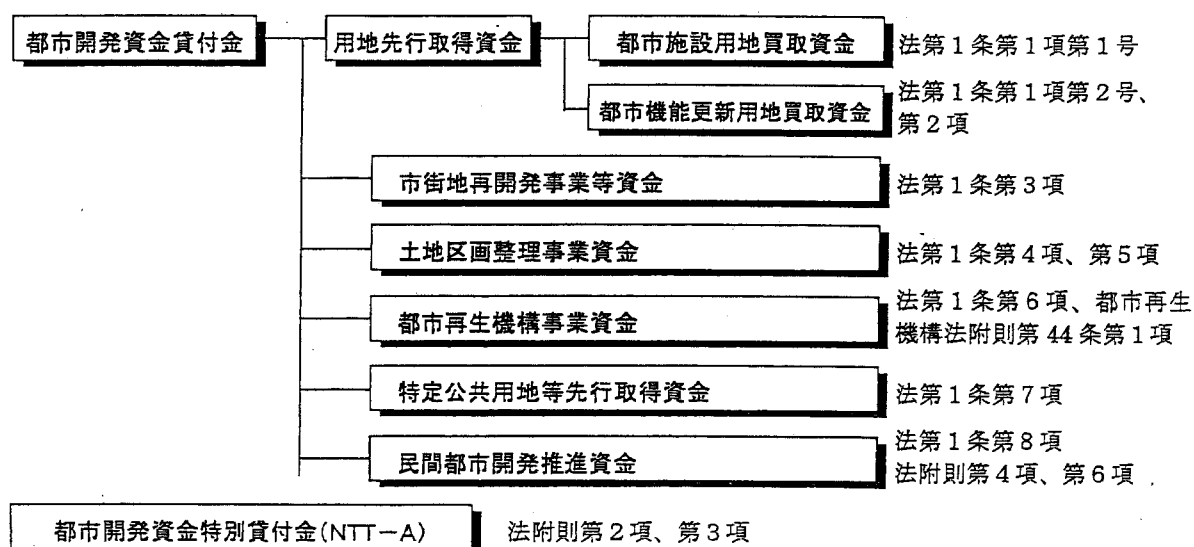 都市開発資金貸付金
用地先行取得資金
都市施設用地買取資金
法第1条第1項第1号
都市機能更新用地買取資金
法第1条第1項第2号、
第2項
市街地再開発事業等資金
法第1条第3項
土地区画整理事業資金
法第1条第4項、第5項
都市再生機構事業資金
法第1条第6項、都市再生
機構法附則第44条第1項
特定公共用地等先行取得資金
法第1条第7項
民間都市開発推進資金
法第1条第8項
法附則第4項、第6項
都市開発資金特別貸付金(NTT-A)
法附則第2項、第3項